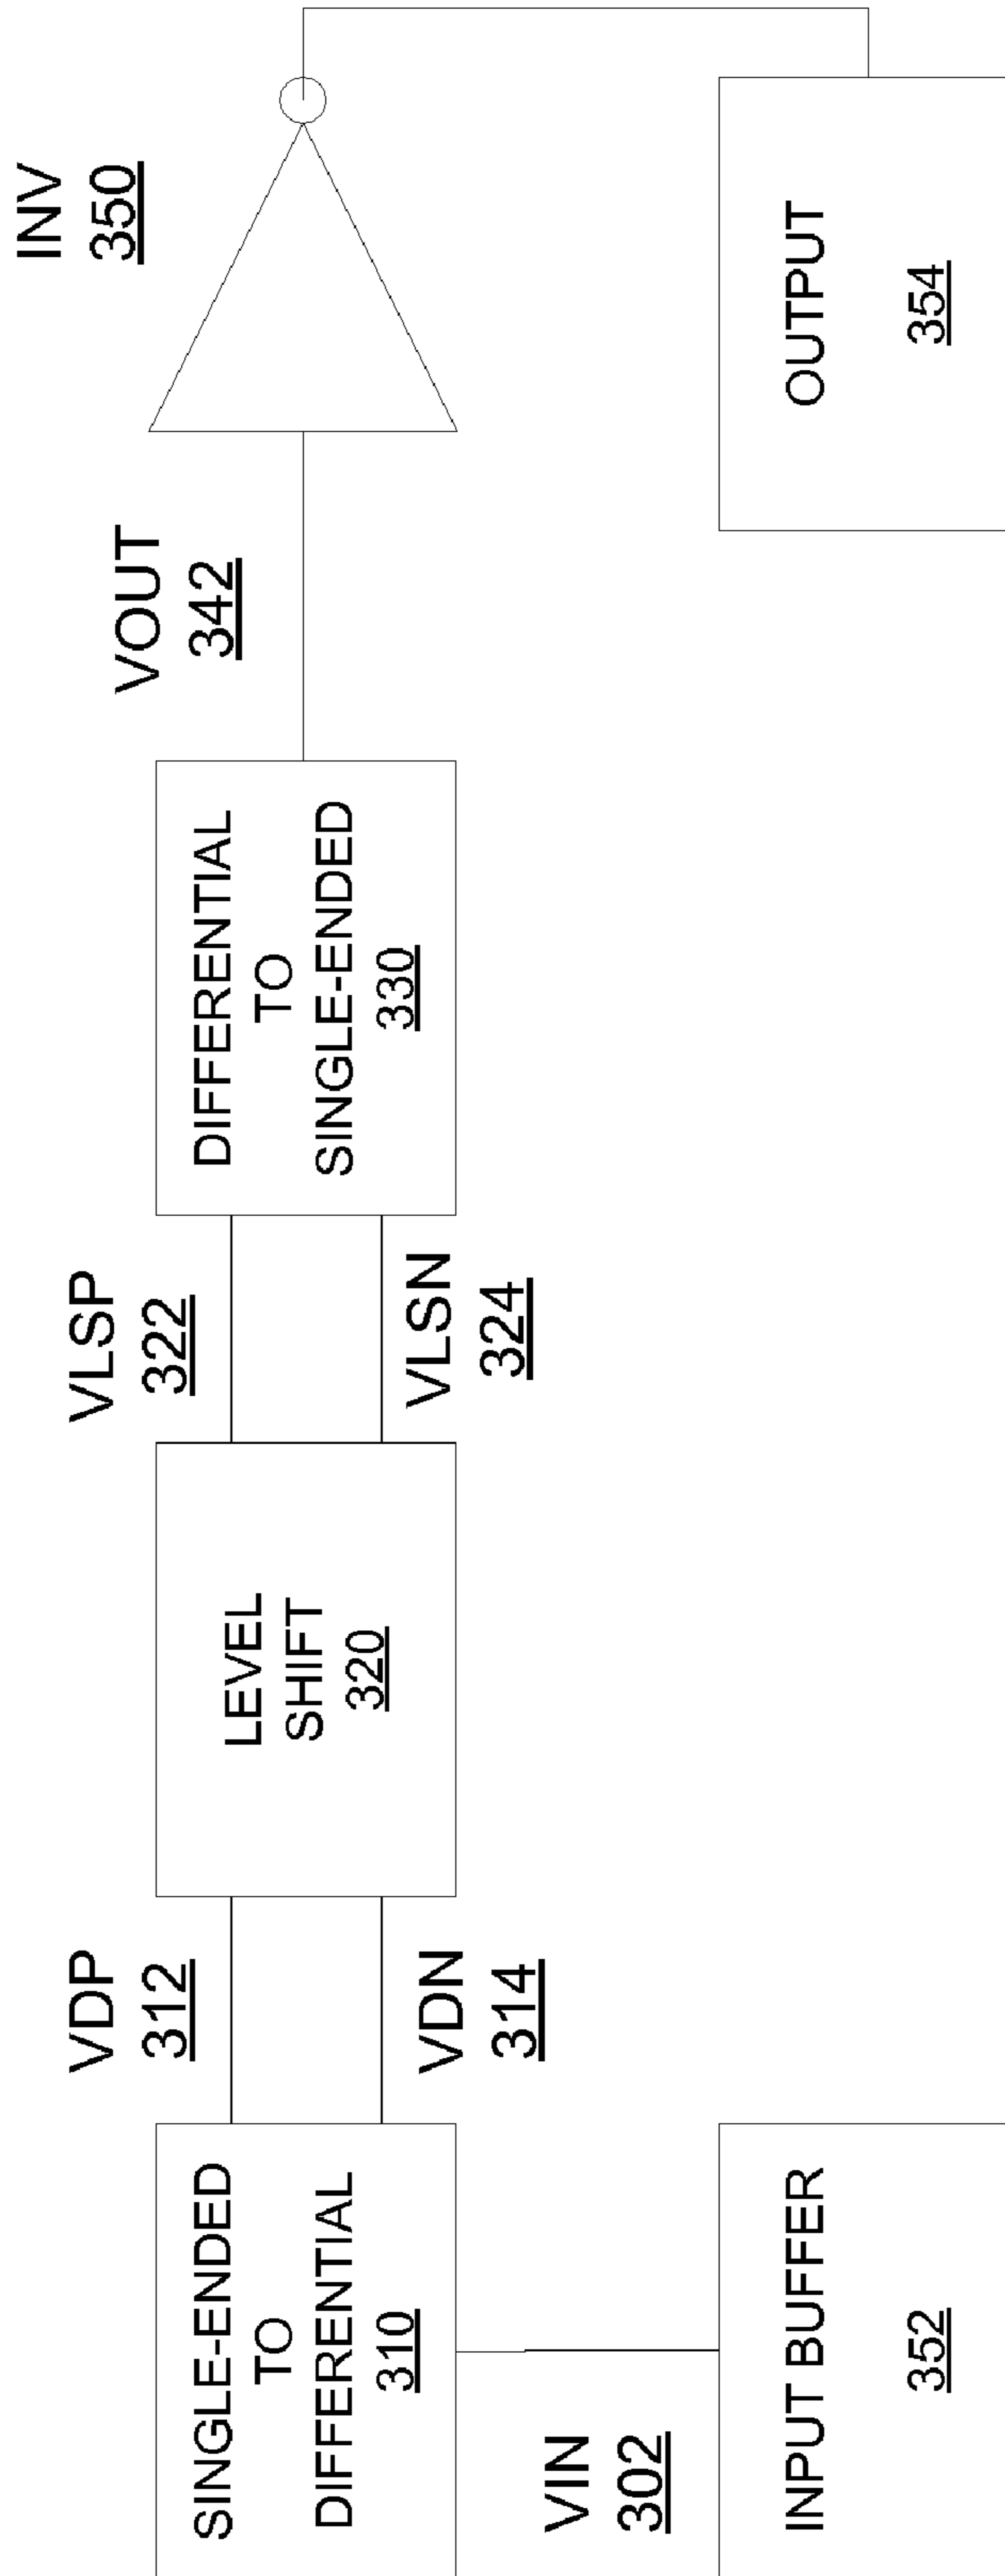 SINGLE-ENDED
TO
DIFFERENTIAL
310
VDP
312
VDN
314
LEVEL
SHIFT
320
VLSP
322
VLSN
324
DIFFERENTIAL
TO
SINGLE-ENDED
330
VOUT
342
INV
350
VIN
302
INPUT BUFFER
352
OUTPUT
354